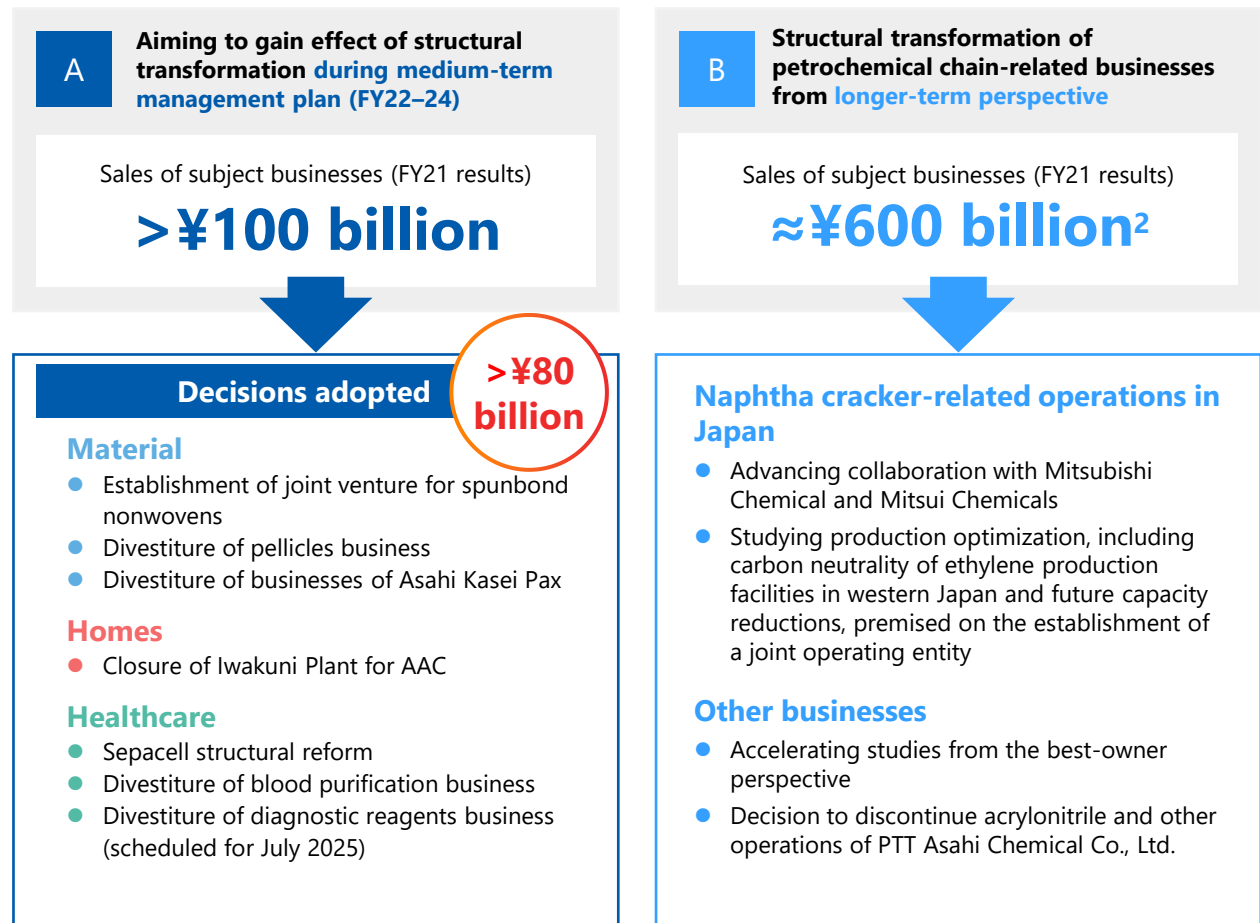 A
Aiming to gain effect of structural
transformation during medium-term
management plan (FY22–24)
Sales of subject businesses (FY21 results)
>¥100 billion
Decisions adopted
>¥80
billion
Material
● Establishment of joint venture for spunbond
nonwovens
● Divestiture of pellicles business
● Divestiture of businesses of Asahi Kasei Pax
Homes
● Closure of Iwakuni Plant for AAC
Healthcare
● Sepacell structural reform
● Divestiture of blood purification business
● Divestiture of diagnostic reagents business
(scheduled for July 2025)
B
Structural transformation of
petrochemical chain-related businesses
from longer-term perspective
Sales of subject businesses (FY21 results)
≈¥600 billion²
Naphtha cracker-related operations in
Japan
● Advancing collaboration with Mitsubishi
Chemical and Mitsui Chemicals
● Studying production optimization, including
carbon neutrality of ethylene production
facilities in western Japan and future capacity
reductions, premised on the establishment of
a joint operating entity
Other businesses
● Accelerating studies from the best-owner
perspective
● Decision to discontinue acrylonitrile and other
operations of PTT Asahi Chemical Co., Ltd.